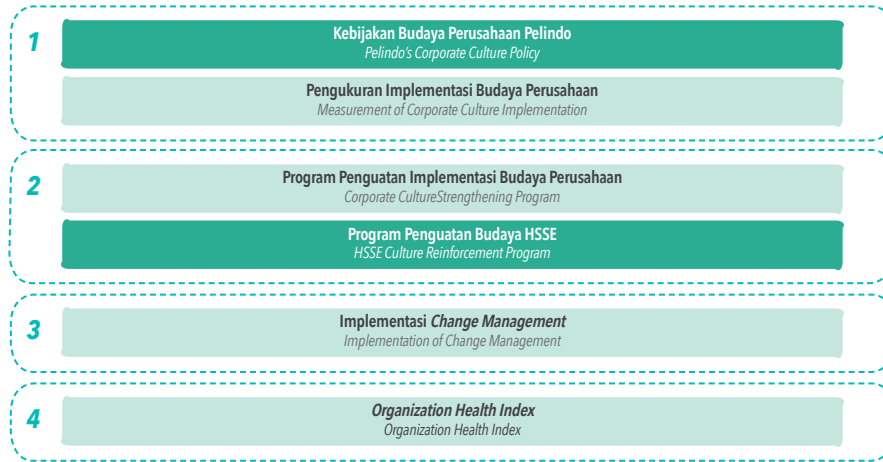 1
Kebijakan Budaya Perusahaan Pelindo
Pelindo's Corporate Culture Policy
Pengukuran Implementasi Budaya Perusahaan
Measurement of Corporate Culture Implementation
2
Program Penguatan Implementasi Budaya Perusahaan
Corporate CultureStrengthening Program
Program Penguatan Budaya HSSE
HSSE Culture Reinforcement Program
3
Implementasi Change Management
Implementation of Change Management
4
Organization Health Index
Organization Health Index